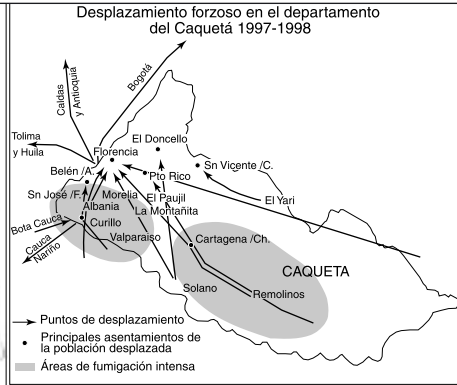 Desplazamiento forzoso en el departamento
del Caquetá 1997-1998
Caldas
y Antioquia
Bogotá
Tolima
y Huila
Florencia
El Doncello
Belén /A.
Pto Rico
Sn Vicente /C.
Sn José /F.
Morelia
El Paujil
El Yari
Albania
La Montañita
Bota Cauca
Curillo
Cauca
Nariño
Valparaiso
Cartagena /Ch.
CAQUETA
Solano
Remolinos
Puntos de desplazamiento
Principales asentamientos de
la población desplazada
Áreas de fumigación intensa